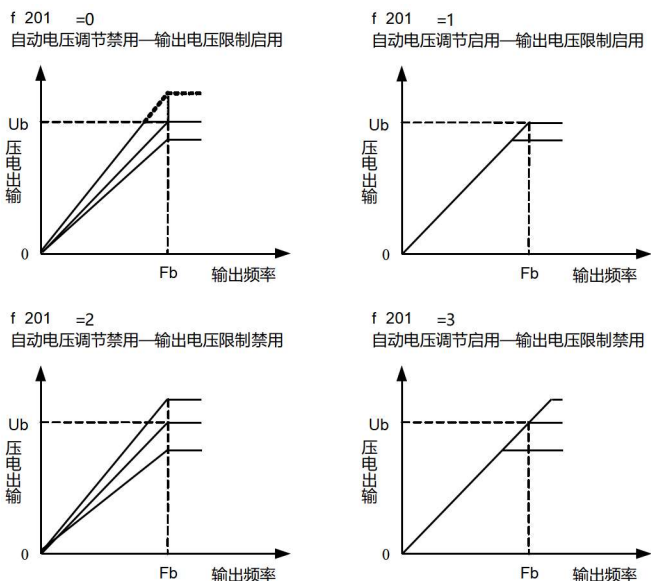 f 201 =0
自动电压调节禁用—输出电压限制启用
Ub
压电出输
0
Fb
输出频率
f 201 =1
自动电压调节启用—输出电压限制启用
Ub
压电出输
0
Fb
输出频率
f 201 =2
自动电压调节禁用—输出电压限制禁用
Ub
压电出输
0
Fb
输出频率
f 201 =3
自动电压调节启用—输出电压限制禁用
Ub
压电出输
0
Fb
输出频率